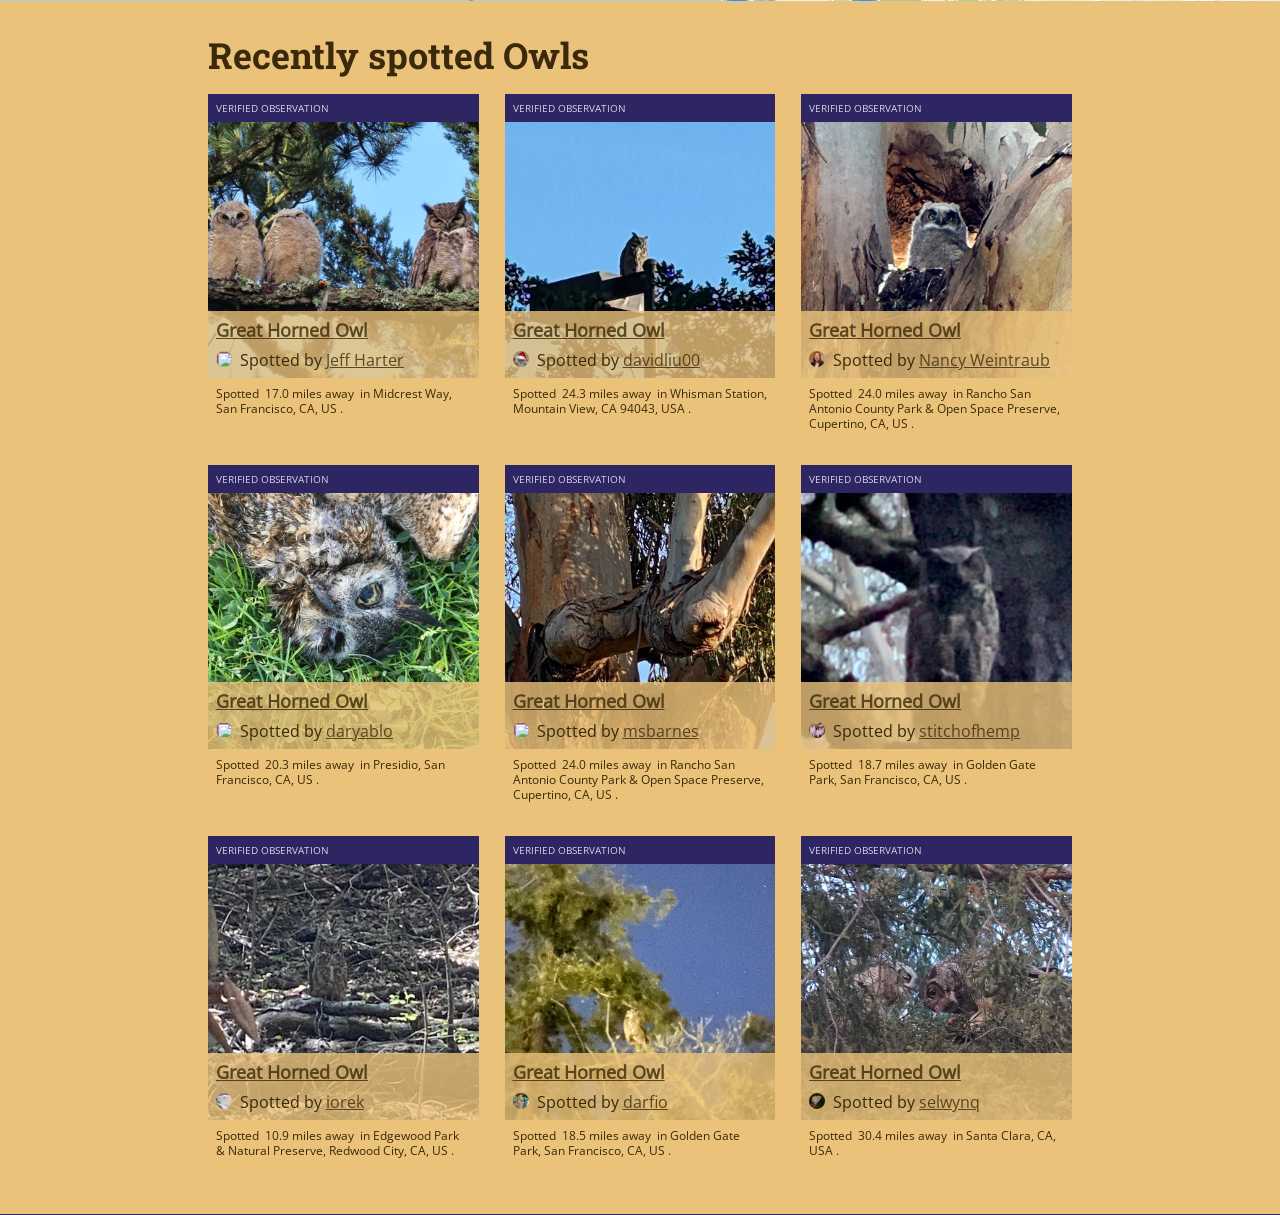 Recently spotted Owls
VERIFIED OBSERVATION
Great Horned Owl
Spotted by Jeff Harter
Spotted 17.0 miles away in Midcrest Way,
San Francisco, CA, US .
VERIFIED OBSERVATION
Great Horned Owl
Spotted by davidliu00
Spotted 24.3 miles away in Whisman Station,
Mountain View, CA 94043, USA .
VERIFIED OBSERVATION
Great Horned Owl
Spotted by Nancy Weintraub
Spotted 24.0 miles away in Rancho San
Antonio County Park & Open Space Preserve,
Cupertino, CA, US .
VERIFIED OBSERVATION
Great Horned Owl
Spotted by daryablo
Spotted 20.3 miles away in Presidio, San
Francisco, CA, US .
VERIFIED OBSERVATION
Great Horned Owl
Spotted by msbarnes
Spotted 24.0 miles away in Rancho San
Antonio County Park & Open Space Preserve,
Cupertino, CA, US .
VERIFIED OBSERVATION
Great Horned Owl
Spotted by stitchofhemp
Spotted 18.7 miles away in Golden Gate
Park, San Francisco, CA, US .
VERIFIED OBSERVATION
Great Horned Owl
Spotted by iorek
Spotted 10.9 miles away in Edgewood Park
& Natural Preserve, Redwood City, CA, US .
VERIFIED OBSERVATION
Great Horned Owl
Spotted by darfio
Spotted 18.5 miles away in Golden Gate
Park, San Francisco, CA, US .
VERIFIED OBSERVATION
Great Horned Owl
Spotted by selwynq
Spotted 30.4 miles away in Santa Clara, CA,
USA .